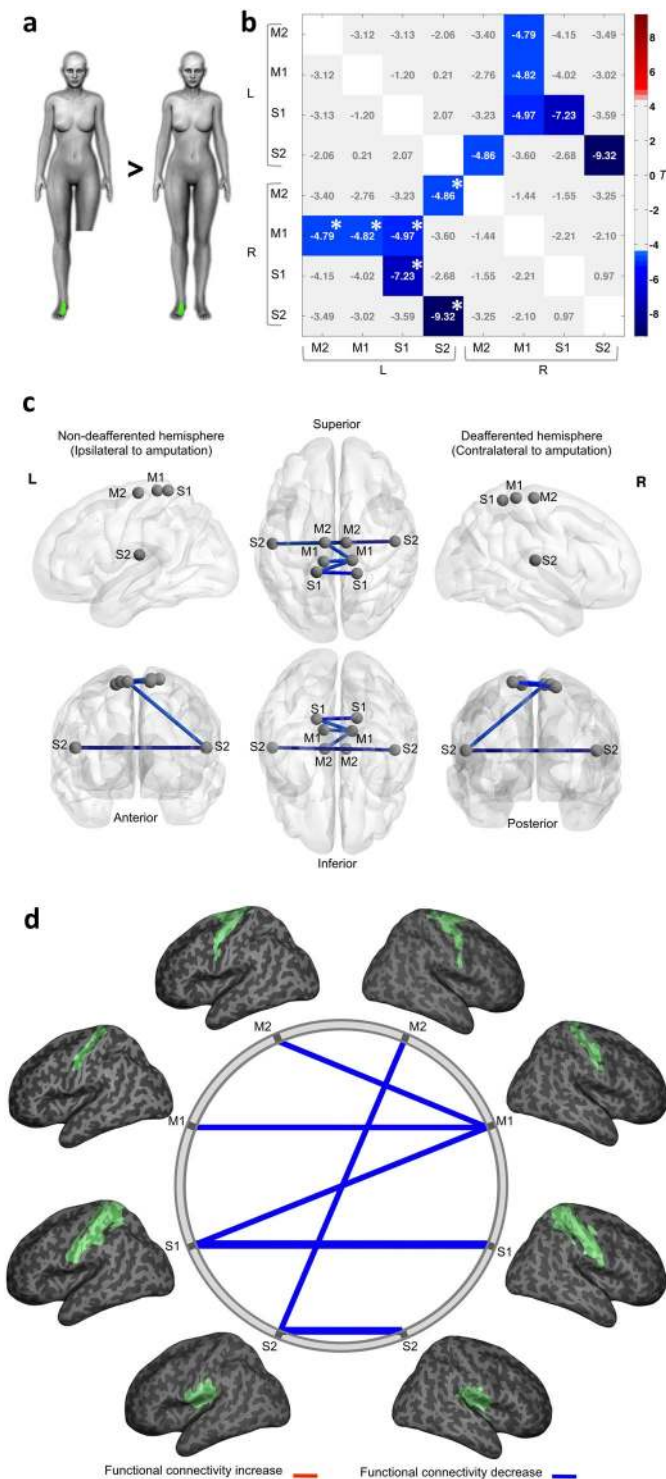 a
>
b
M2 -3.12 -3.13 -2.06 -3.40 -4.79 -4.15 -3.49
M1 -3.12 -1.20 0.21 -2.76 -4.82 -4.02 -3.02
L
S1 -3.13 -1.20 2.07 -3.23 -4.97 -7.23 -3.59
S2 -2.06 0.21 2.07 -4.86 -3.60 -2.68 -9.32
M2 -3.40 -2.76 -3.23 -4.86* -1.44 -1.55 -3.25
M1 -4.79* -4.82* -4.97* -3.60 -1.44 -2.21 -2.10
R
S1 -4.15 -4.02 -7.23* -2.68 -1.55 -2.21 0.97
S2 -3.49 -3.02 -3.59 -9.32* -3.25 -2.10 0.97
M2 M1 S1 S2 M2 M1 S1 S2
L R
8
6
4
2
0 T
-2
-4
-6
-8
c
Non-deafferented hemisphere
(Ipsilateral to amputation)
L
M2 M1 S1
S2
Superior
M2 M2
S2 S2
M1 M1
S1 S1
Deafferented hemisphere
(Contralateral to amputation)
R
S1 M1 M2
S2
S2 S2
Anterior
S1 S1
M1 M1
S2 S2
M2 M2
Inferior
S2 S2
Posterior
d
M2 M2
M1 M1
S1 S1
S2 S2
Functional connectivity increase
Functional connectivity decrease